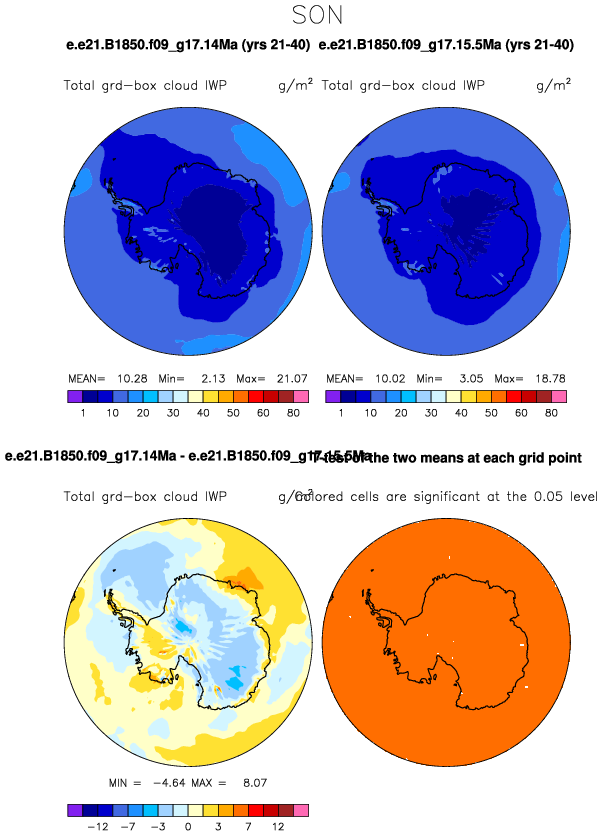 SON
e.e21.B1850.f09_g17.14Ma (yrs 21-40) e.e21.B1850.f09_g17.15.5Ma (yrs 21-40)
Total grd-box cloud IWP g/m² Total grd-box cloud IWP g/m²
MEAN= 10.28 Min= 2.13 Max= 21.07 MEAN= 10.02 Min= 3.05 Max= 18.78
1 10 20 30 40 50 60 80 1 10 20 30 40 50 60 80
e.e21.B1850.f09_g17.14Ma - e.e21.B1850.f09_g17.15.5Ma T-test of the two means at each grid point
Total grd-box cloud IWP g/m² Colored cells are significant at the 0.05 level
MIN = -4.64 MAX = 8.07
-12 -7 -3 0 3 7 12